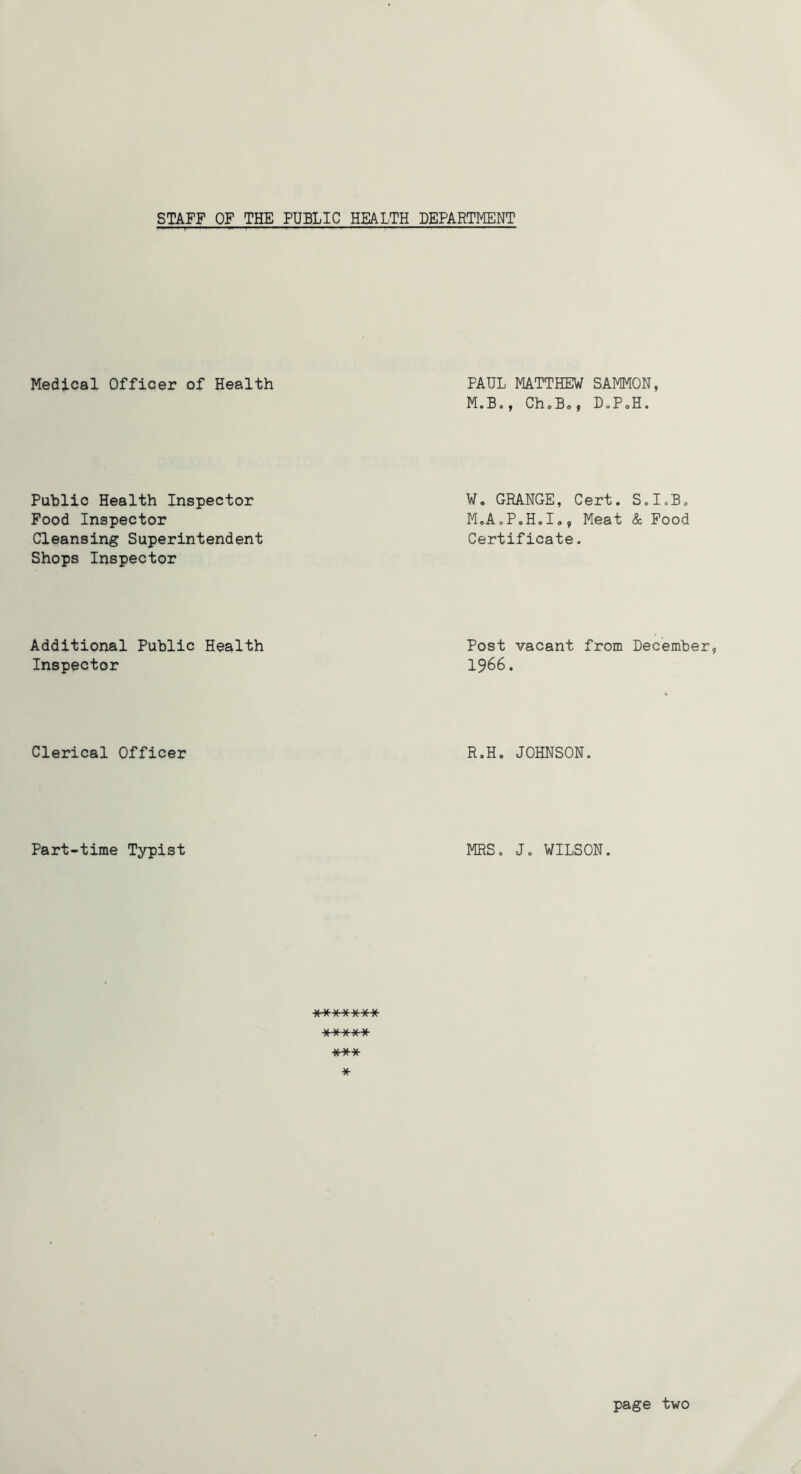 STAFF OF THE PUBLIC HEALTH DEPARTMENT
Medical Officer of Health
PAUL MATTHEW SAMMON,
M.B., Ch.B., D.P.H.
Public Health Inspector
Food Inspector
Cleansing Superintendent
Shops Inspector
W. GRANGE, Cert. S.I.B.
M.A.P.H.I., Meat & Food
Certificate.
Additional Public Health
Inspector
Post vacant from December,
1966.
Clerical Officer
R.H. JOHNSON.
Part-time Typist
MRS. J. WILSON.
*******
*****
***
*
page two